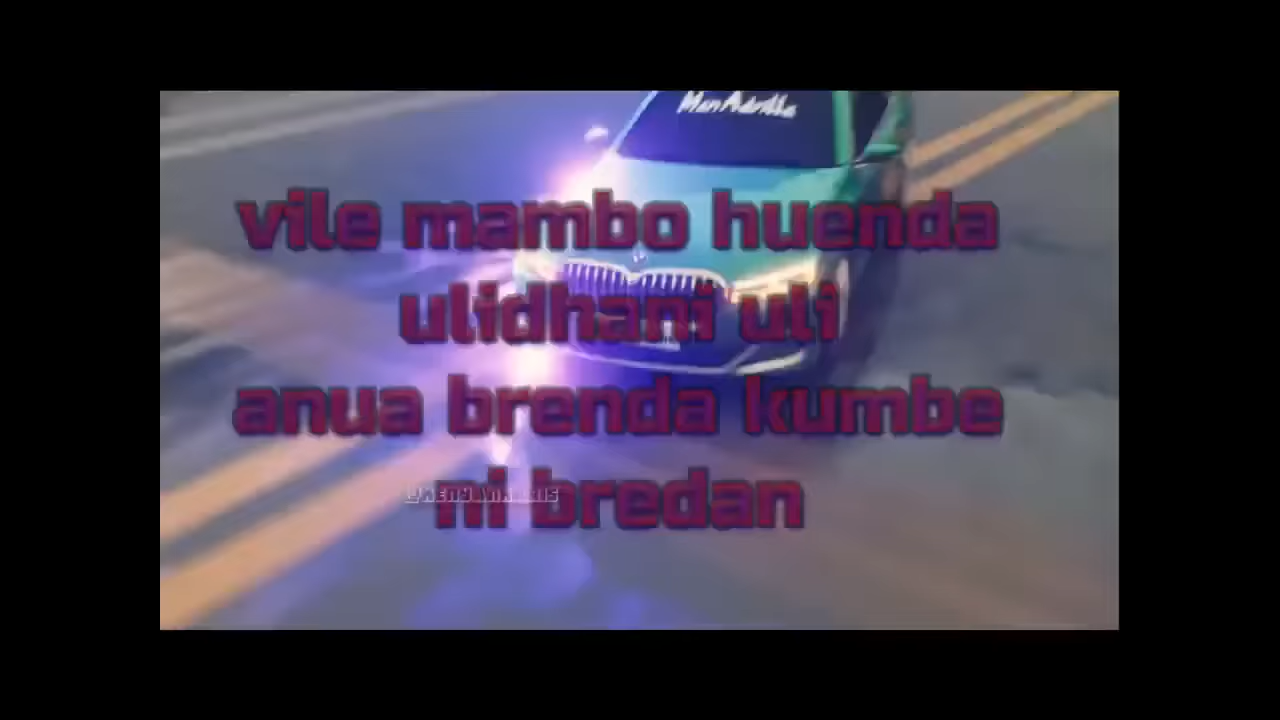 vile mambo huenda
ulidhani uli
anua brenda kumbe
ni bredan